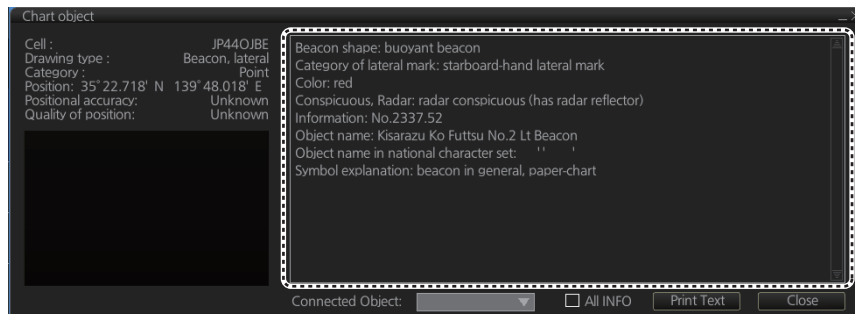 Chart object
Cell : JP44OJBE
Drawing type : Beacon, lateral
Category : Point
Position: 35°22.718' N 139°48.018' E
Positional accuracy: Unknown
Quality of position: Unknown
Beacon shape: buoyant beacon
Category of lateral mark: starboard-hand lateral mark
Color: red
Conspicuous, Radar: radar conspicuous (has radar reflector)
Information: No.2337.52
Object name: Kisarazu Ko Futtsu No.2 Lt Beacon
Object name in national character set: '' '
Symbol explanation: beacon in general, paper-chart
Connected Object: All INFO Print Text Close